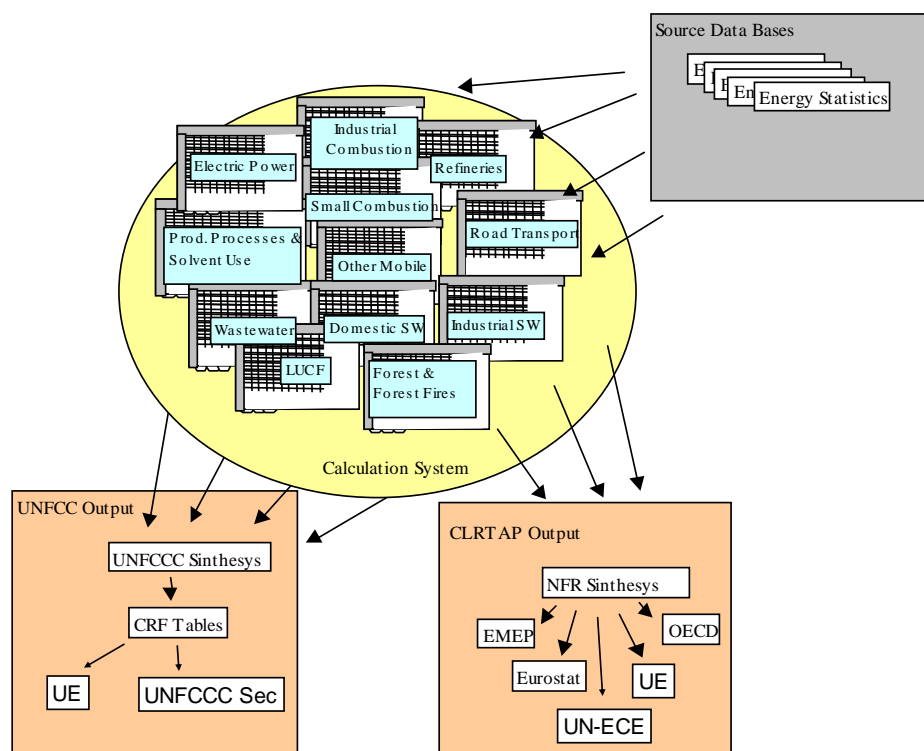 Source Data Bases
E
E
En
Energy Statistics
Industrial
Combustion
Electric Power
Refineries
Small Combustion
Prod. Processes &
Solvent Use
Road Transport
Other Mobile
Wastewater
Domestic SW
Industrial SW
LUCF
Forest &
Forest Fires
Calculation System
UNFCC Output
UNFCCC Sinthesys
CRF Tables
UE
UNFCCC Sec
CLRTAP Output
NFR Sinthesys
EMEP
OECD
Eurostat
UE
UN-ECE